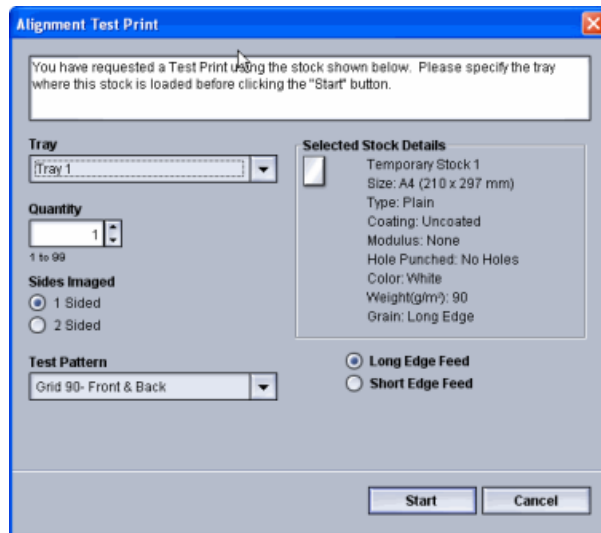 Alignment Test Print
You have requested a Test Print using the stock shown below. Please specify the tray
where this stock is loaded before clicking the "Start" button.
Tray
Tray 1
Quantity
1
1 to 99
Sides Imaged
1 Sided
2 Sided
Test Pattern
Grid 90- Front & Back
Selected Stock Details
Temporary Stock 1
Size: A4 (210 x 297 mm)
Type: Plain
Coating: Uncoated
Modulus: None
Hole Punched: No Holes
Color: White
Weight(g/m²): 90
Grain: Long Edge
Long Edge Feed
Short Edge Feed
Start
Cancel